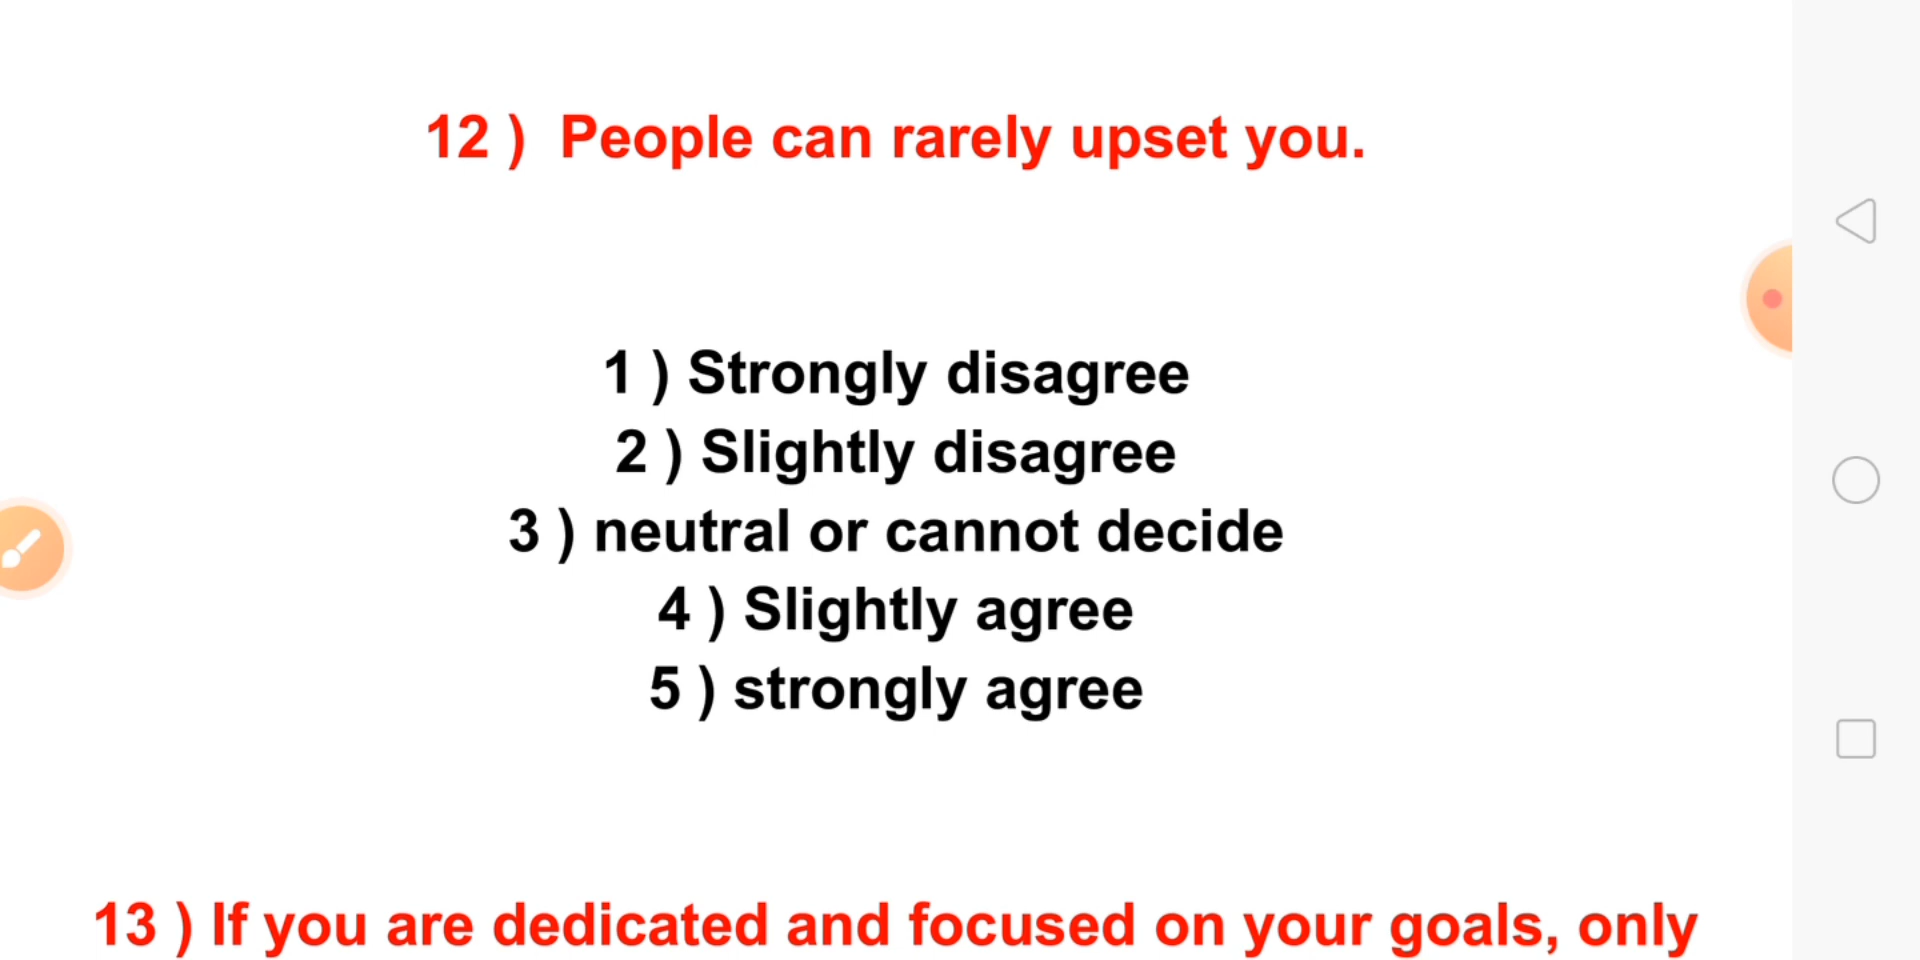 12 )  People can rarely upset you.
1 ) Strongly disagree
2 ) Slightly disagree
3 ) neutral or cannot decide
4 ) Slightly agree
5 ) strongly agree
13 ) If you are dedicated and focused on your goals, only